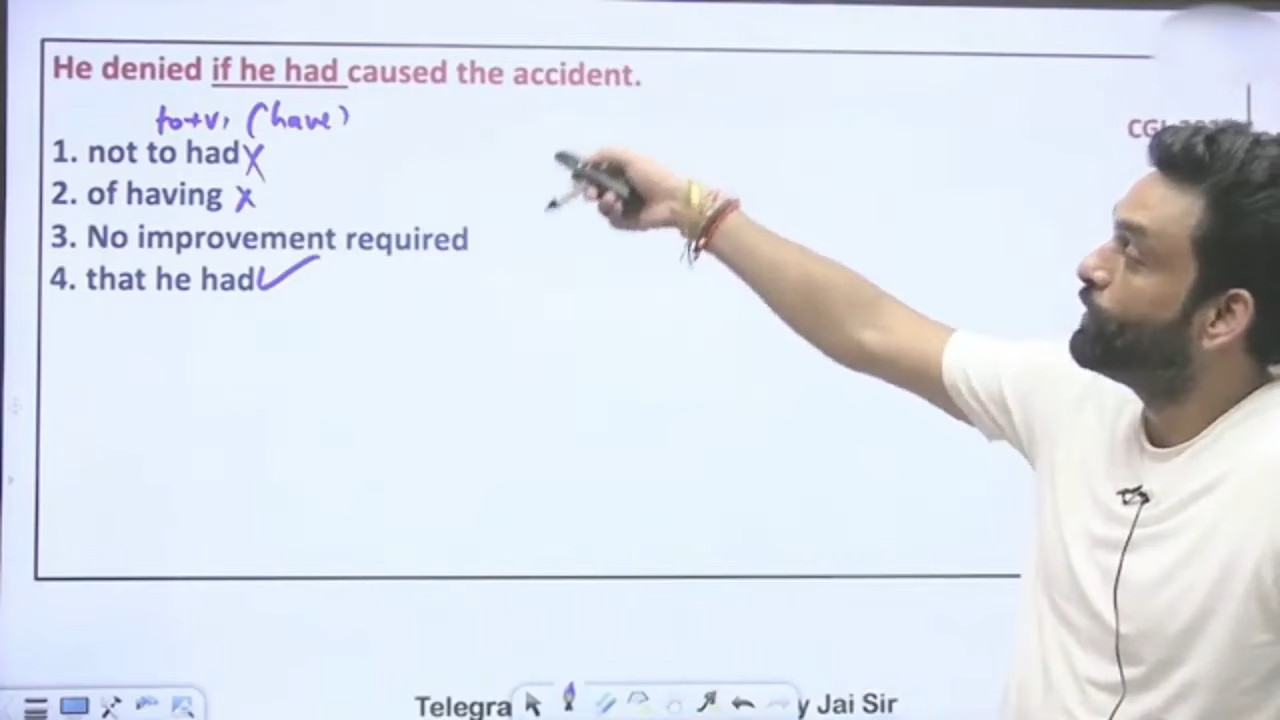 He denied if he had caused the accident.
to+v₁ (have)
1. not to had X
2. of having x
3. No improvement required
4. that he had ✓
CGL
Telegra
y Jai Sir